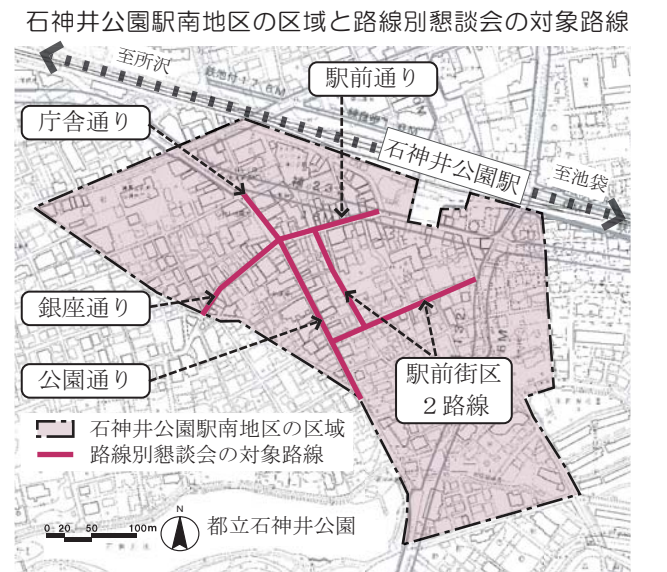 石神井公園駅南地区の区域と路線別懇談会の対象路線
至所沢
駅前通り
庁舎通り
石神井公園駅
至池袋
銀座通り
公園通り
駅前街区
2路線
石神井公園駅南地区の区域
路線別懇談会の対象路線
0 20 50 100m
N
都立石神井公園